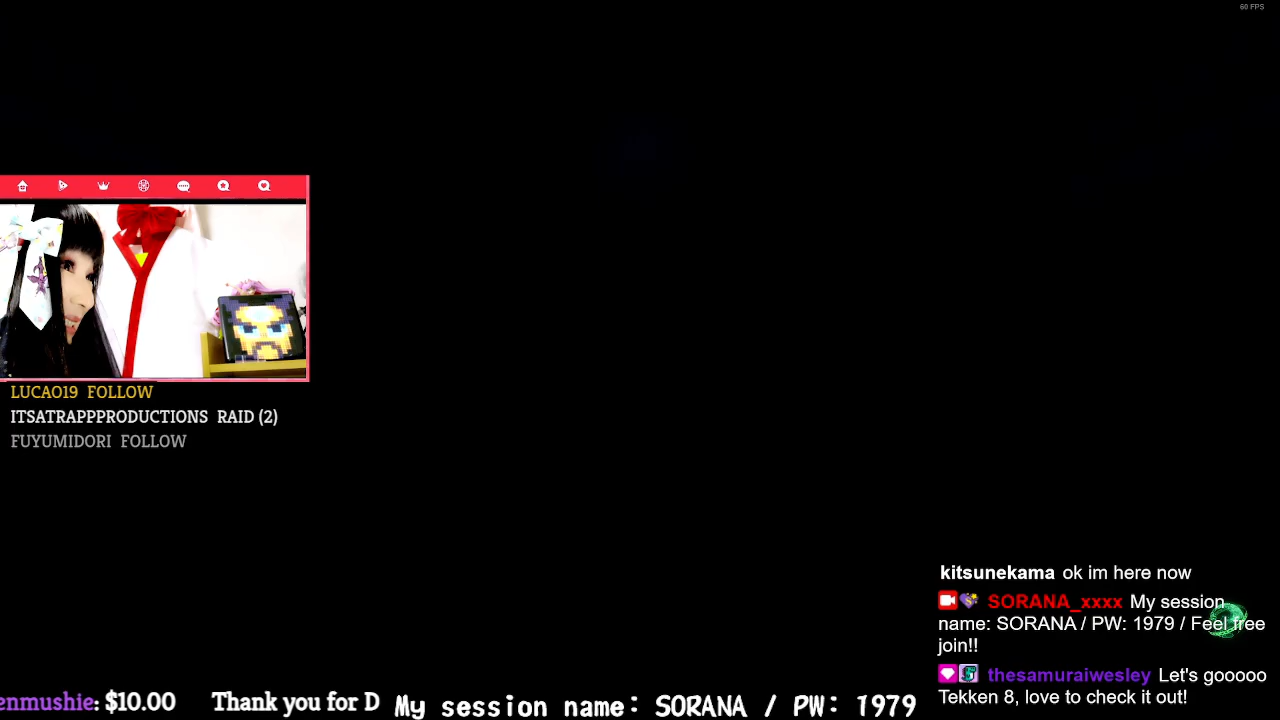 60 FPS
LUCAO19 FOLLOW
ITSATRAPPPRODUCTIONS RAID (2)
FUYUMIDORI FOLLOW
kitsunekama ok im here now
SORANA_xxxx My session
name: SORANA / PW: 1979 / Feel free
join!!
thesamuraiwesley Let's gooooo
Tekken 8, love to check it out!
enmushie: $10.00 Thank you for D
My session name: SORANA / PW: 1979